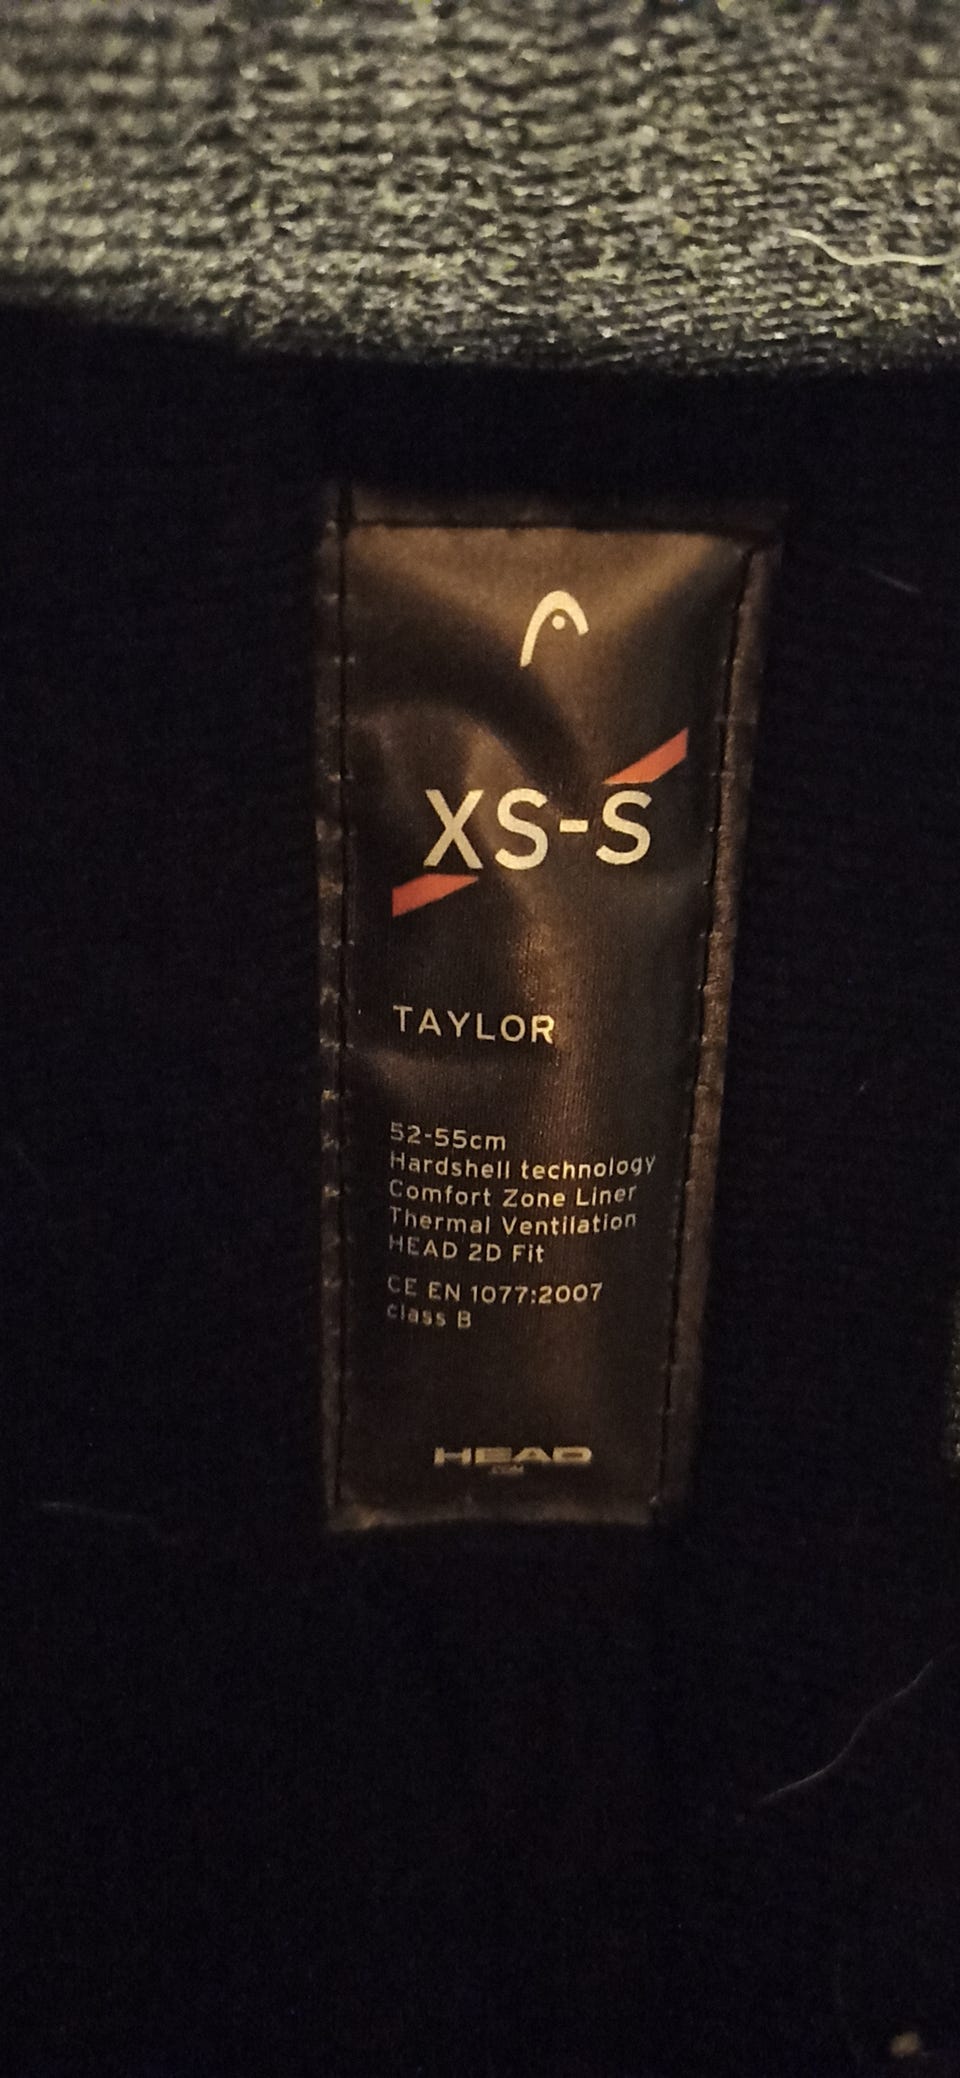 XS-S
TAYLOR
52-55cm
Hardshell technology
Comfort Zone Liner
Thermal Ventilation
HEAD 2D Fit
CE EN 1077:2007
class B
HEAD